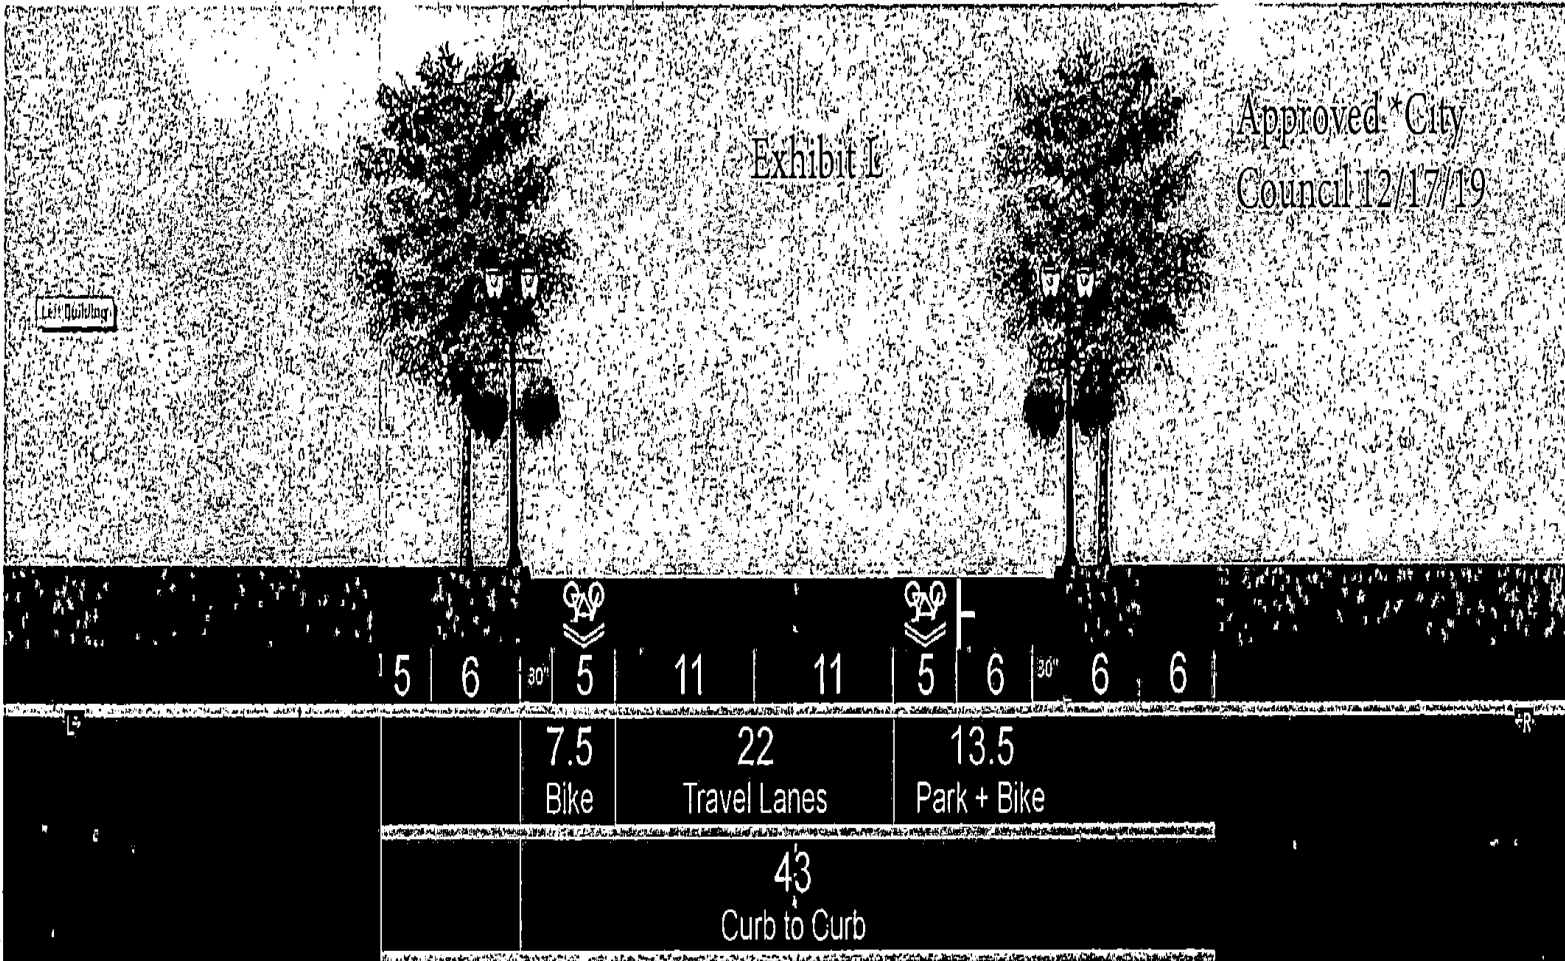 Exhibit L
Approved *City
Council 12/17/19
Left Building
5 6 30" 5 11 11 5 6 30" 6 6
L R
7.5 22 13.5
Bike Travel Lanes Park + Bike
43
Curb to Curb